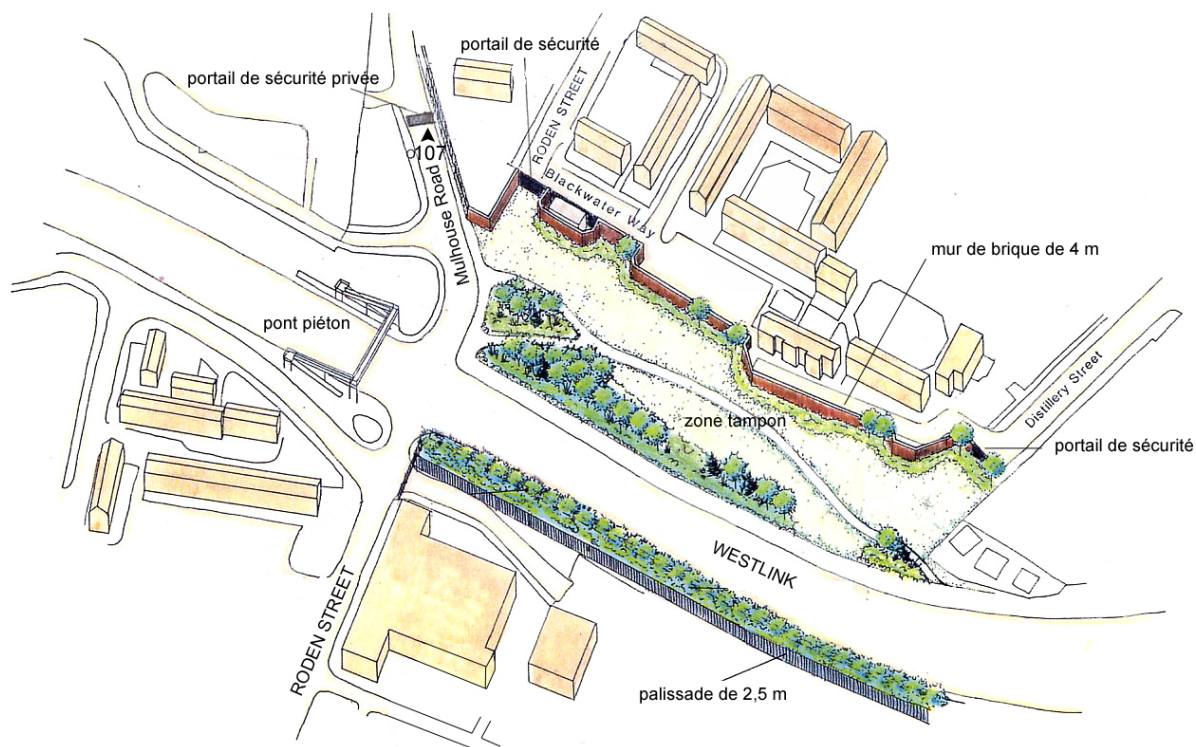 portail de sécurité
portail de sécurité privée
RODEN STREET
107
Mulhouse Road
Blackwater Way
mur de brique de 4 m
pont piéton
Distillery Street
zone tampon
portail de sécurité
WESTLINK
RODEN STREET
palissade de 2,5 m